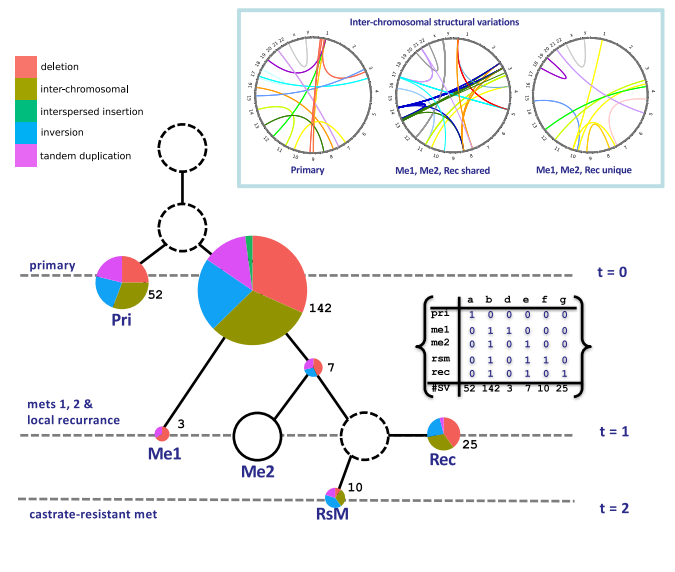 Inter-chromosomal structural variations
Primary
Me1, Me2, Rec shared
Me1, Me2, Rec unique
deletion
inter-chromosomal
interspersed insertion
inversion
tandem duplication
primary
t = 0
52
Pri
142
7
a b d e f g
pri 1 0 0 0 0 0
me1 0 1 1 0 0 0
me2 0 1 0 1 0 0
rsm 0 1 0 1 1 0
rec 0 1 0 1 0 1
#SV 52 142 3 7 10 25
mets 1, 2 &
local recurrance
3
Me1
Me2
Rec
25
t = 1
10
RsM
castrate-resistant met
t = 2